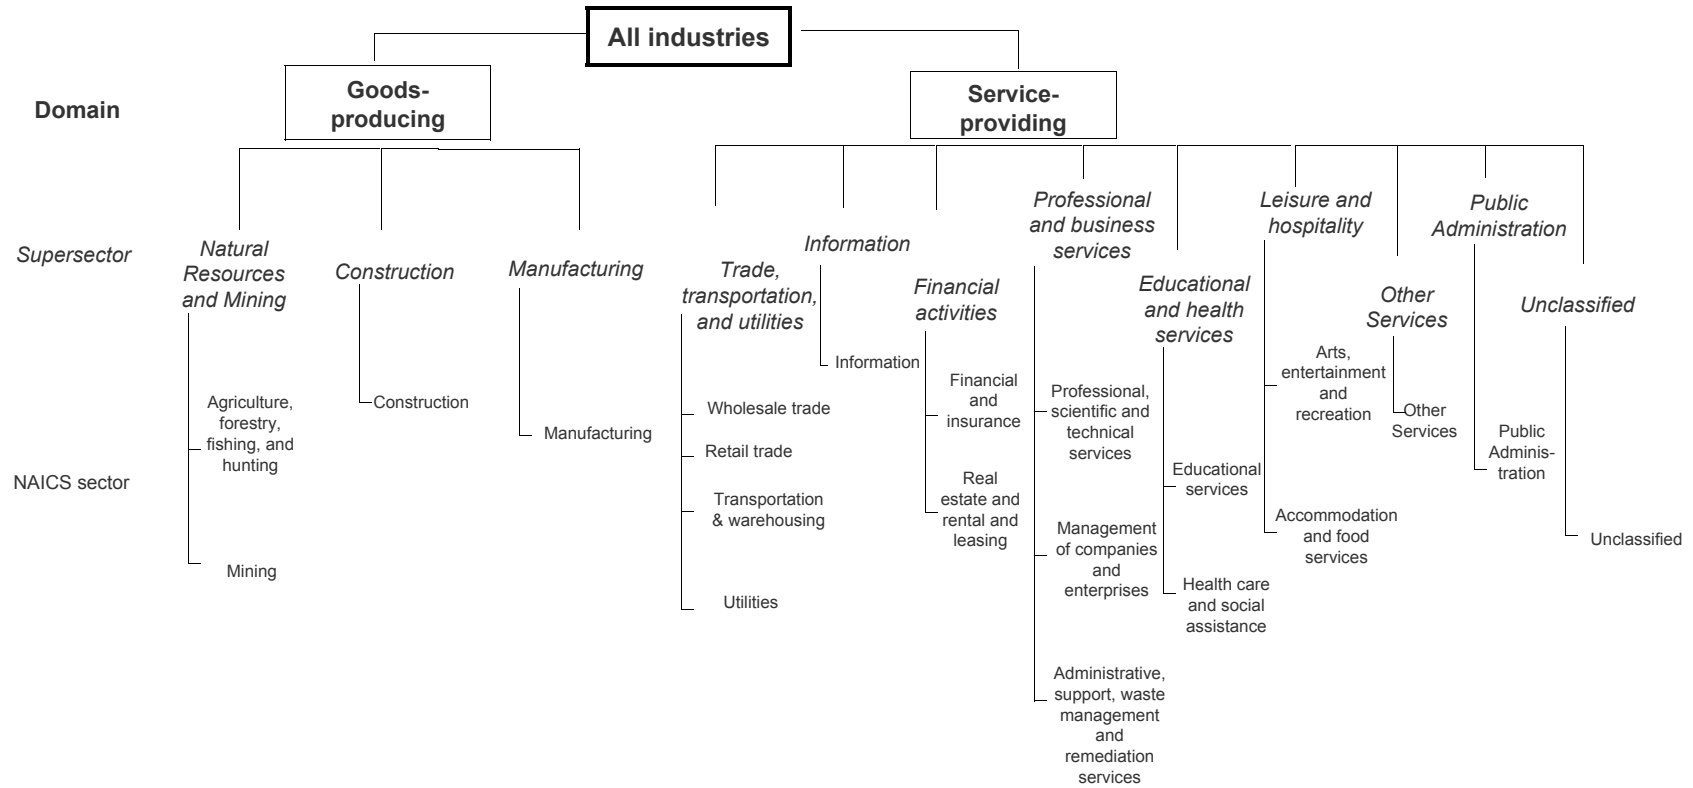 All industries
Domain
Goods-
producing
Service-
providing
Supersector
Natural
Resources
and Mining
Construction
Manufacturing
Trade,
transportation,
and utilities
Information
Financial
activities
Professional
and business
services
Educational
and health
services
Leisure and
hospitality
Other
Services
Public
Administration
Unclassified
NAICS sector
Agriculture,
forestry,
fishing, and
hunting
Mining
Construction
Manufacturing
Wholesale trade
Retail trade
Transportation
& warehousing
Utilities
Information
Financial
and
insurance
Real
estate and
rental and
leasing
Professional,
scientific and
technical
services
Management
of companies
and
enterprises
Administrative,
support, waste
management
and
remediation
services
Educational
services
Health care
and social
assistance
Arts,
entertainment
and
recreation
Accommodation
and food
services
Other
Services
Public
Adminis-
tration
Unclassified